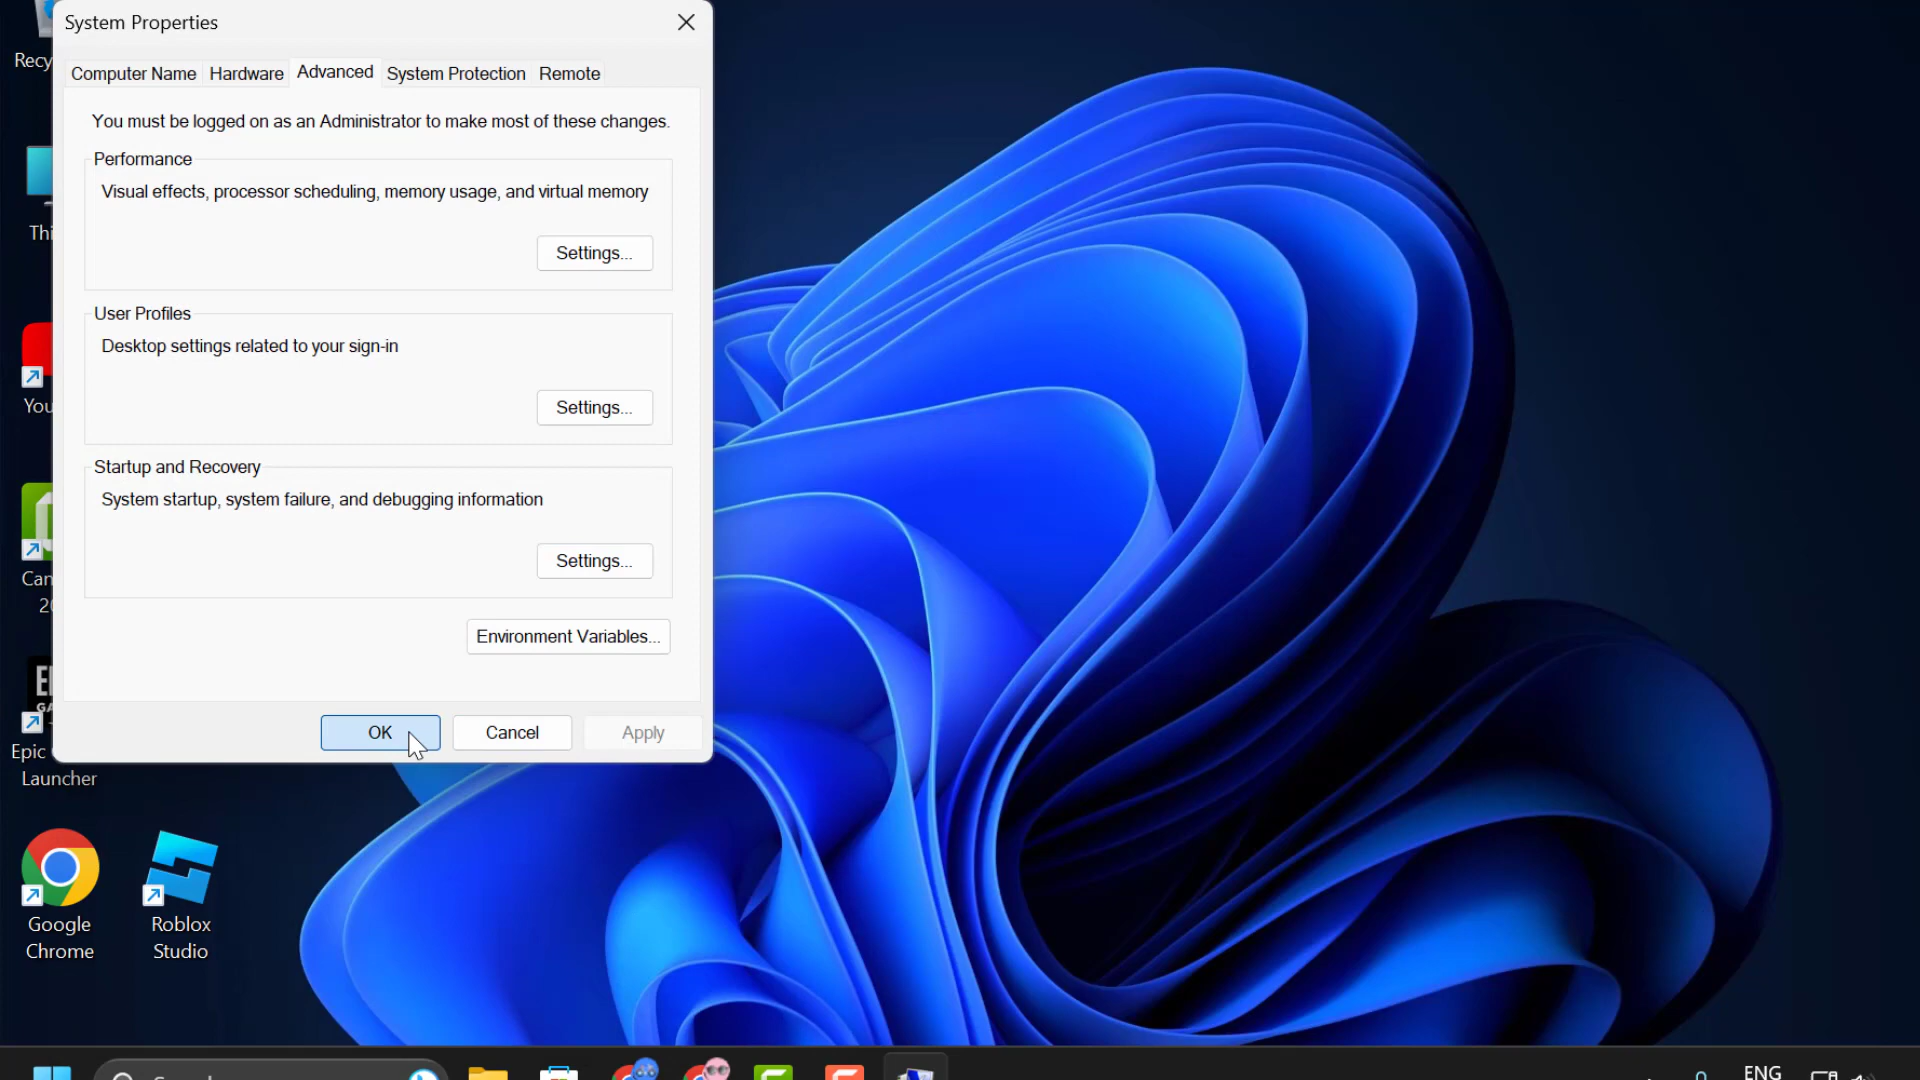 System Properties
Computer Name Hardware Advanced System Protection Remote
You must be logged on as an Administrator to make most of these changes.
Performance
Visual effects, processor scheduling, memory usage, and virtual memory
Settings...
User Profiles
Desktop settings related to your sign-in
Settings...
Startup and Recovery
System startup, system failure, and debugging information
Settings...
Environment Variables...
OK Cancel Apply
Recy
Thi
You
Can
Epic
Launcher
Google
Chrome
Roblox
Studio
ENG